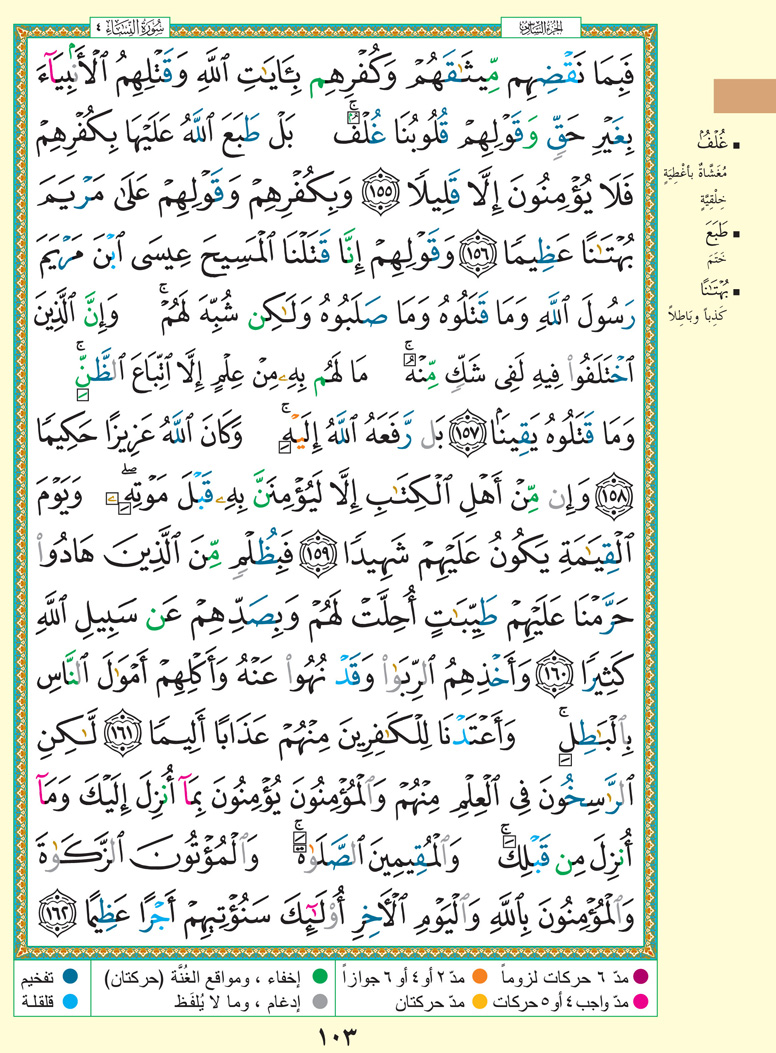 سُورَةُ النِّسَاءِ ٤
الجزء السادس
فَبِمَا نَقْضِهِم مِّيثَٰقَهُمْ وَكُفْرِهِم بِـَٔايَٰتِ ٱللَّهِ وَقَتْلِهِمُ ٱلْأَنۢبِيَآءَ
بِغَيْرِ حَقٍّۢ وَقَوْلِهِمْ قُلُوبُنَا غُلْفٌۢ ۚ بَلْ طَبَعَ ٱللَّهُ عَلَيْهَا بِكُفْرِهِمْ
فَلَا يُؤْمِنُونَ إِلَّا قَلِيلًا ١٥٥ وَبِكُفْرِهِمْ وَقَوْلِهِمْ عَلَىٰ مَرْيَمَ
بُهْتَٰنًا عَظِيمًا ١٥٦ وَقَوْلِهِمْ إِنَّا قَتَلْنَا ٱلْمَسِيحَ عِيسَى ٱبْنَ مَرْيَمَ
رَسُولَ ٱللَّهِ وَمَا قَتَلُوهُ وَمَا صَلَبُوهُ وَلَٰكِن شُبِّهَ لَهُمْ ۚ وَإِنَّ ٱلَّذِينَ
ٱخْتَلَفُوا۟ فِيهِ لَفِى شَكٍّ مِّنْهُ ۚ مَا لَهُم بِهِۦ مِنْ عِلْمٍ إِلَّا ٱتِّبَاعَ ٱلظَّنِّ ۚ
وَمَا قَتَلُوهُ يَقِينًۢا ١٥٧ بَل رَّفَعَهُ ٱللَّهُ إِلَيْهِ ۚ وَكَانَ ٱللَّهُ عَزِيزًا حَكِيمًا
١٥٨ وَإِن مِّنْ أَهْلِ ٱلْكِتَٰبِ إِلَّا لَيُؤْمِنَنَّ بِهِۦ قَبْلَ مَوْتِهِۦ ۖ وَيَوْمَ
ٱلْقِيَٰمَةِ يَكُونُ عَلَيْهِمْ شَهِيدًا ١٥٩ فَبِظُلْمٍ مِّنَ ٱلَّذِينَ هَادُوا۟
حَرَّمْنَا عَلَيْهِمْ طَيِّبَٰتٍ أُحِلَّتْ لَهُمْ وَبِصَدِّهِمْ عَن سَبِيلِ ٱللَّهِ
كَثِيرًا ١٦٠ وَأَخْذِهِمُ ٱلرِّبَوٰا۟ وَقَدْ نُهُوا۟ عَنْهُ وَأَكْلِهِمْ أَمْوَٰلَ ٱلنَّاسِ
بِٱلْبَٰطِلِ ۚ وَأَعْتَدْنَا لِلْكَٰفِرِينَ مِنْهُمْ عَذَابًا أَلِيمًا ١٦١ لَّٰكِنِ
ٱلرَّٰسِخُونَ فِى ٱلْعِلْمِ مِنْهُمْ وَٱلْمُؤْمِنُونَ يُؤْمِنُونَ بِمَآ أُنزِلَ إِلَيْكَ وَمَآ
أُنزِلَ مِن قَبْلِكَ ۚ وَٱلْمُقِيمِينَ ٱلصَّلَوٰةَ ۚ وَٱلْمُؤْتُونَ ٱلزَّكَوٰةَ
وَٱلْمُؤْمِنُونَ بِٱللَّهِ وَٱلْيَوْمِ ٱلْأَخِرِ أُو۟لَٰٓئِكَ سَنُؤْتِيهِمْ أَجْرًا عَظِيمًا ١٦٢
▪ غُلْفٌۢ
مُغَشَّاةٌ بِأَغْطِيَةٍ
خِلْقِيَّةٍ
▪ طَبَعَ
خَتَمَ
▪ بُهْتَٰنًا
كَذِباً وبَاطِلاً
مدّ ٦ حركات لزوماً
مدّ ٢ أو ٤ أو ٦ جوازاً
إخفاء ، ومواقع الغُنَّة (حركتان)
تفخيم
مدّ واجب ٤ أو ٥ حركات
مدّ حركتان
إدغام ، وما لا يُلفَظ
قلقلة
١٠٣